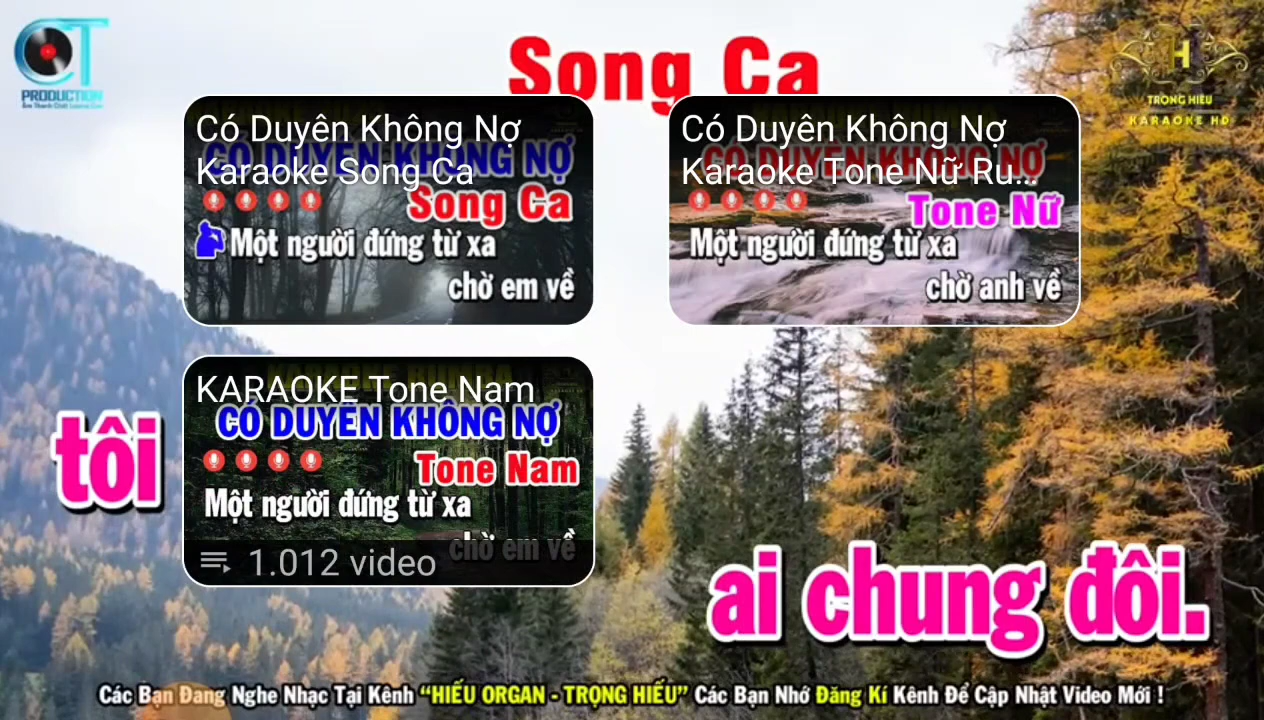 CT
PRODUCTION
Song Ca
H
TRỌNG HIẾU
KARAOKE HD
Có Duyên Không Nợ
Karaoke Song Ca
CÓ DUYÊN KHÔNG NỢ
Song Ca
Một người đứng từ xa
chờ em về
Có Duyên Không Nợ
Karaoke Tone Nữ Ru...
CÓ DUYÊN KHÔNG NỢ
Tone Nữ
Một người đứng từ xa
chờ anh về
KARAOKE Tone Nam
CÓ DUYÊN KHÔNG NỢ
Tone Nam
Một người đứng từ xa
chờ em về
1.012 video
tôi
ai chung đôi.
Các Bạn Đang Nghe Nhạc Tại Kênh “HIẾU ORGAN - TRỌNG HIẾU” Các Bạn Nhớ Đăng Kí Kênh Để Cập Nhật Video Mới !